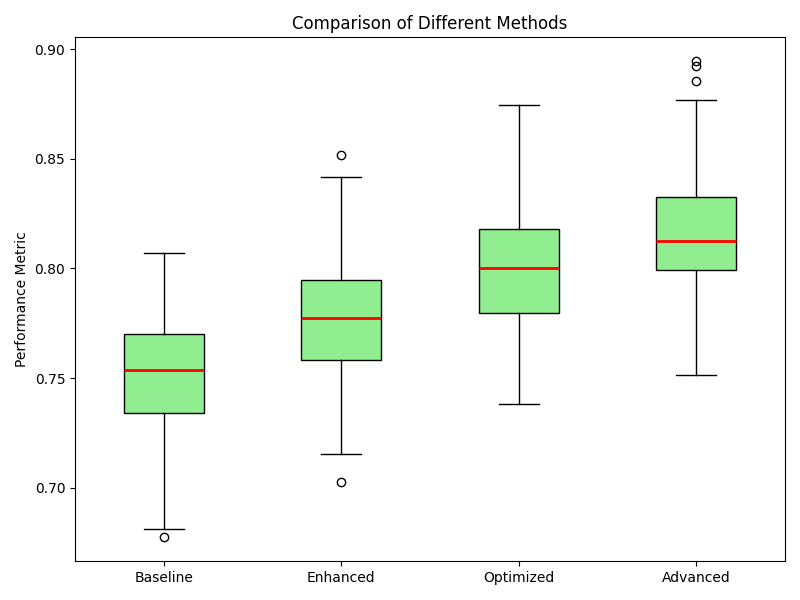 Comparison of Different Methods
Performance Metric
0.90
0.85
0.80
0.75
0.70
Baseline
Enhanced
Optimized
Advanced